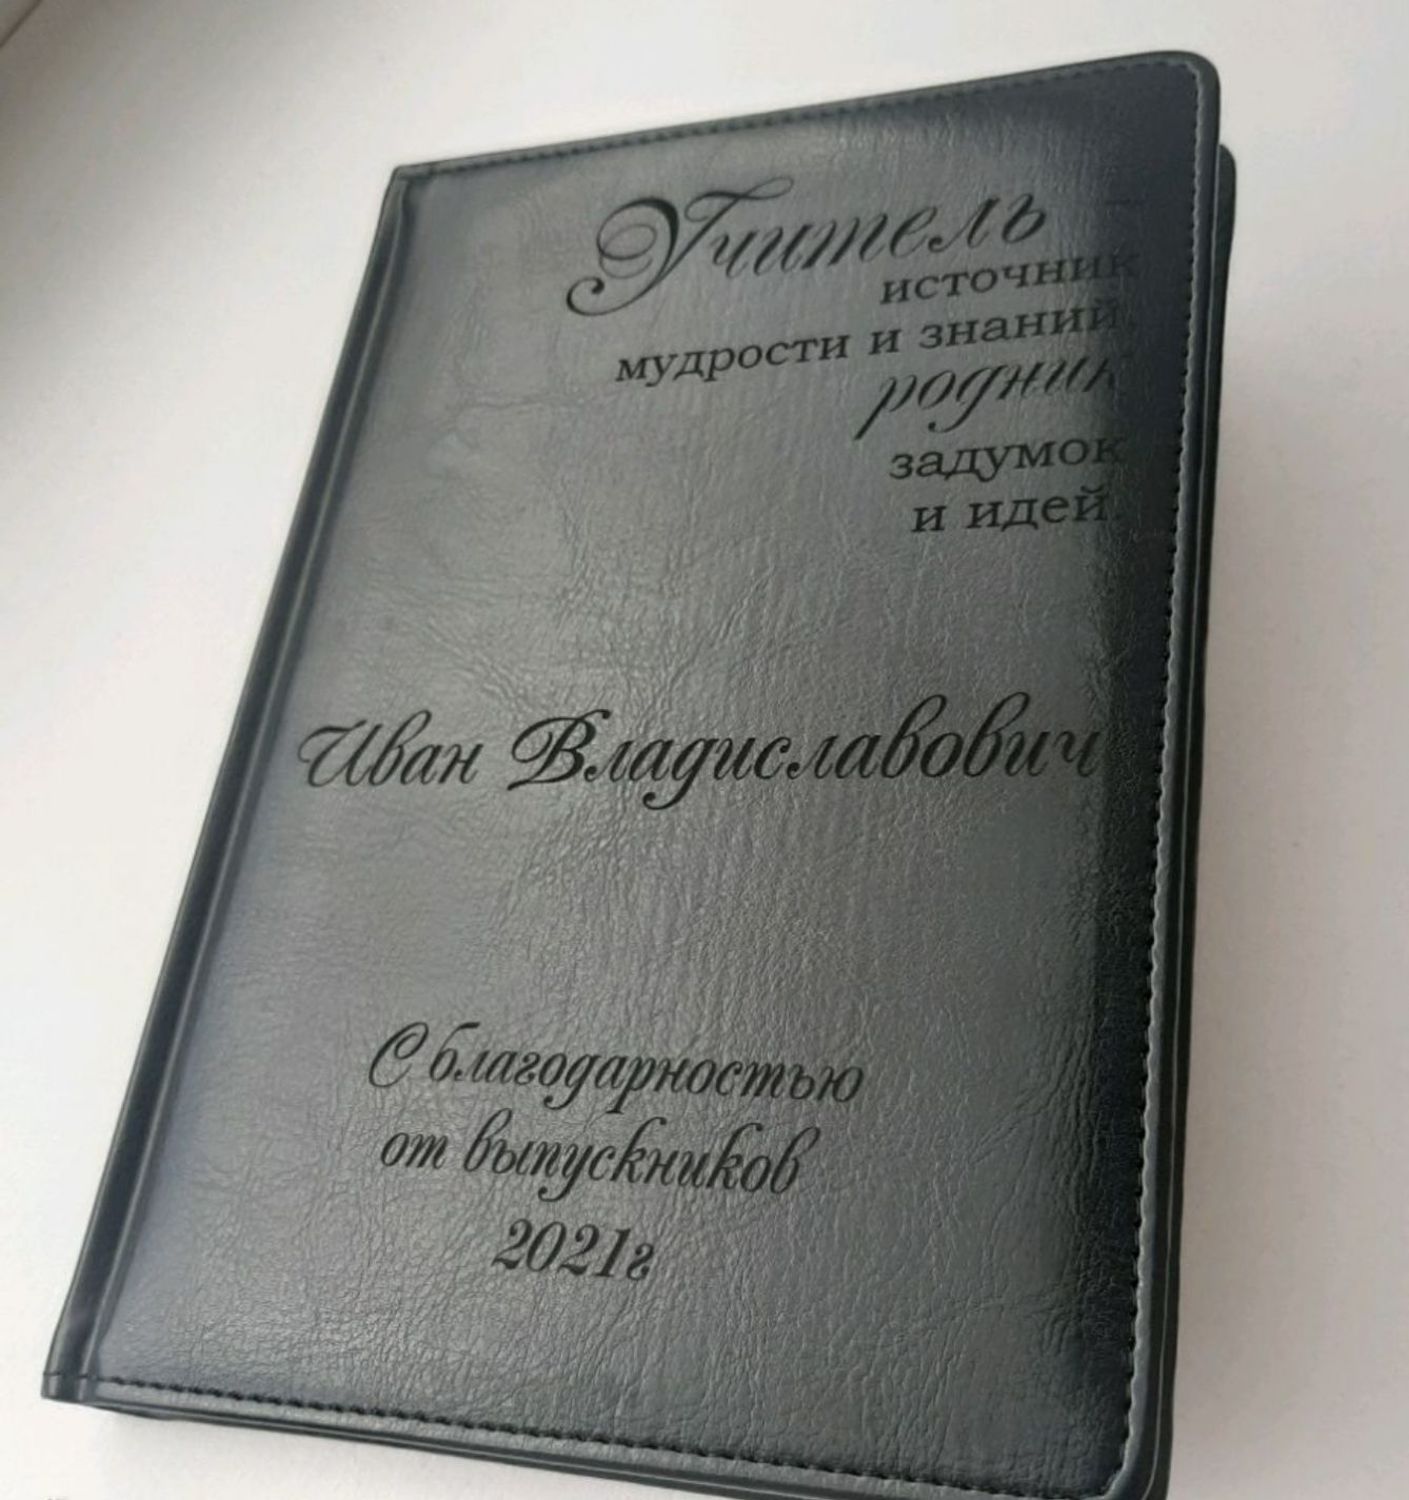 Учитель –
источник
мудрости и знаний,
родник
задумок
и идей.
Иван Владиславович
С благодарностью
от выпускников
2021г